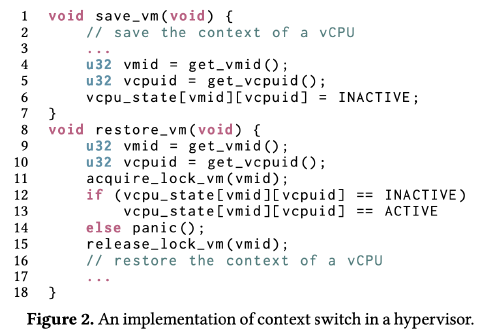 1 void save_vm(void) {
2 // save the context of a vCPU
3 ...
4 u32 vmid = get_vmid();
5 u32 vcpuid = get_vcpuid();
6 vcpu_state[vmid][vcpuid] = INACTIVE;
7 }
8 void restore_vm(void) {
9 u32 vmid = get_vmid();
10 u32 vcpuid = get_vcpuid();
11 acquire_lock_vm(vmid);
12 if (vcpu_state[vmid][vcpuid] == INACTIVE)
13 vcpu_state[vmid][vcpuid] == ACTIVE
14 else panic();
15 release_lock_vm(vmid);
16 // restore the context of a vCPU
17 ...
18 }
Figure 2. An implementation of context switch in a hypervisor.